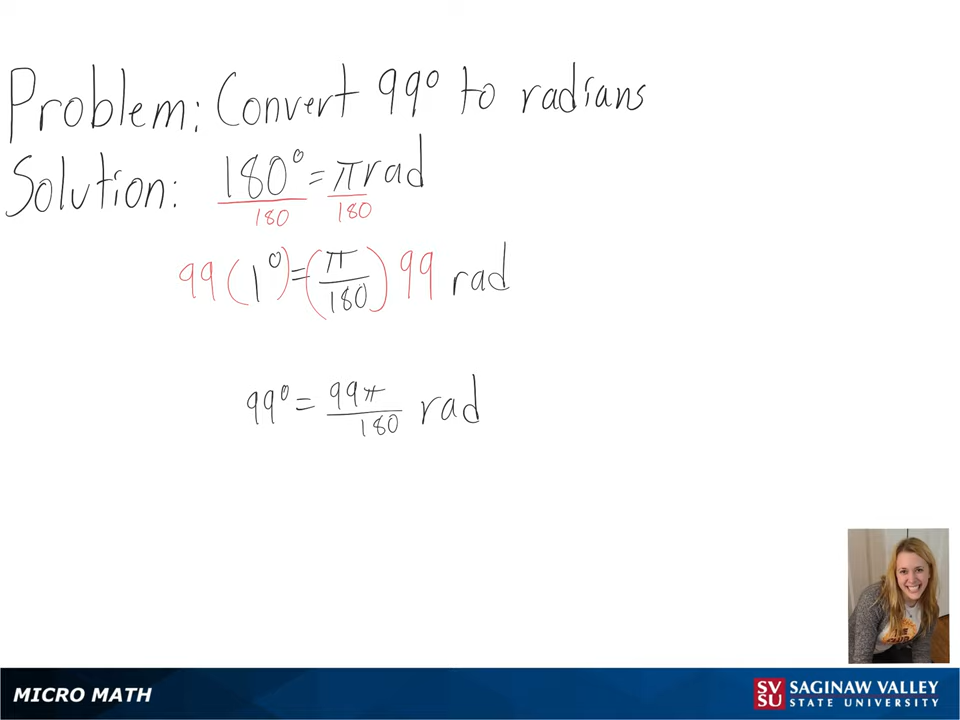 Problem: Convert 99° to radians
Solution: 180° = π rad
180 180
99 (1°) = (π/180) 99 rad
99° = 99π/180 rad
MICRO MATH
SV SU SAGINAW VALLEY
STATE UNIVERSITY